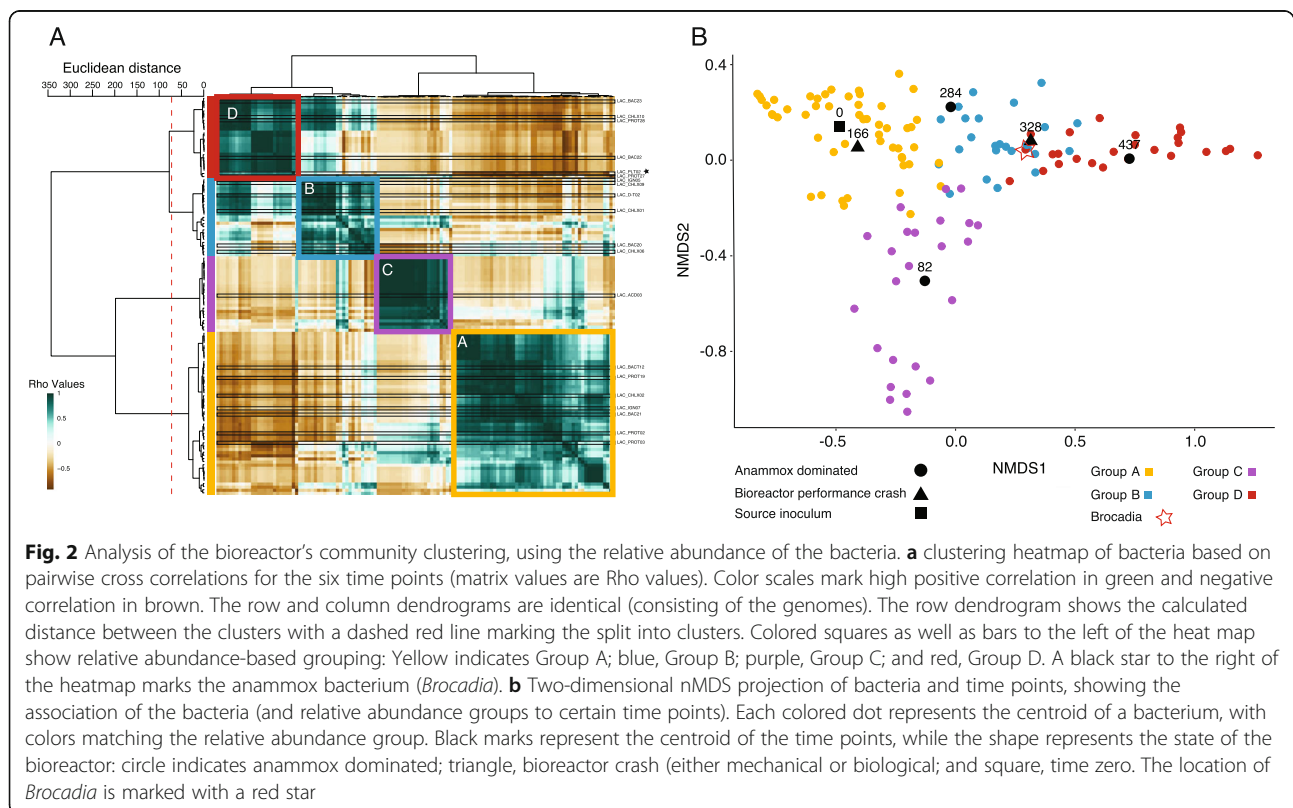 A
Euclidean distance
350 300 250 200 150 100 50 0
D
B
C
A
LAC_BAC23
LAC_CHLX10
LAC_PROT28
LAC_BAC22
LAC_PLT02
LAC_PROT27
LAC_IGN05
LAC_CHLX09
LAC_CHLX01
LAC_BAC20
LAC_CHLX06
LAC_ACD03
LAC_BACT12
LAC_PROT18
LAC_CHLX02
LAC_IGN07
LAC_BAC21
LAC_PROT02
LAC_PROT03
Rho Values
1
0.5
0
−0.5
B
0.4
0.0
-0.4
-0.8
NMDS2
284
0
166
328
437
82
-0.5
0.0
0.5
1.0
NMDS1
Anammox dominated
Bioreactor performance crash
Source inoculum
Group A
Group B
Brocadia
Group C
Group D
Fig. 2 Analysis of the bioreactor's community clustering, using the relative abundance of the bacteria. a clustering heatmap of bacteria based on
pairwise cross correlations for the six time points (matrix values are Rho values). Color scales mark high positive correlation in green and negative
correlation in brown. The row and column dendrograms are identical (consisting of the genomes). The row dendrogram shows the calculated
distance between the clusters with a dashed red line marking the split into clusters. Colored squares as well as bars to the left of the heat map
show relative abundance-based grouping: Yellow indicates Group A; blue, Group B; purple, Group C; and red, Group D. A black star to the right of
the heatmap marks the anammox bacterium (Brocadia). b Two-dimensional nMDS projection of bacteria and time points, showing the
association of the bacteria (and relative abundance groups to certain time points). Each colored dot represents the centroid of a bacterium, with
colors matching the relative abundance group. Black marks represent the centroid of the time points, while the shape represents the state of the
bioreactor: circle indicates anammox dominated; triangle, bioreactor crash (either mechanical or biological; and square, time zero. The location of
Brocadia is marked with a red star